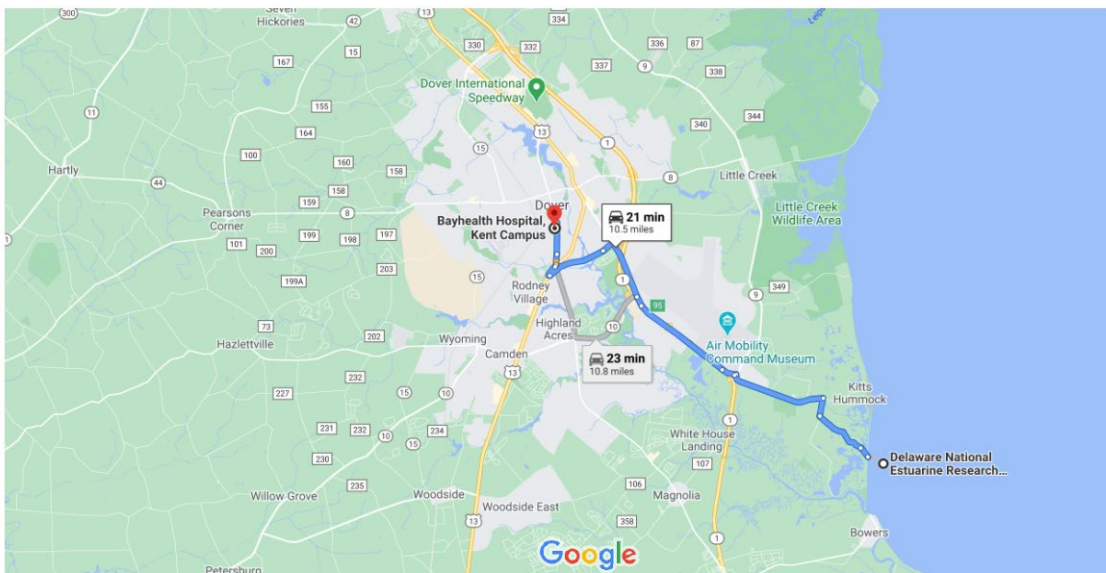 Seven
Hickories
300
42
15
167
13
334
330
332
336
87
9
337
338
Dover International
Speedway
155
11
164
13
1
340
344
100
160
158
15
Hartly
44
158
159
8
Little Creek
Pearsons
Corner
8
Dover
Little Creek
Wildlife Area
Bayhealth Hospital,
Kent Campus
21 min
10.5 miles
199
198
101
200
197
203
199A
15
1
349
Rodney
Village
95
9
73
Highland
Acres
10
Hazlettville
202
Wyoming
Air Mobility
Command Museum
Camden
23 min
10.8 miles
232
13
227
15
10
Kitts
Hummock
231
232
234
10
15
1
White House
Landing
230
107
Delaware National
Estuarine Research...
235
106
Willow Grove
Woodside
Magnolia
Woodside East
13
358
1
Bowers
Google
Petersburg